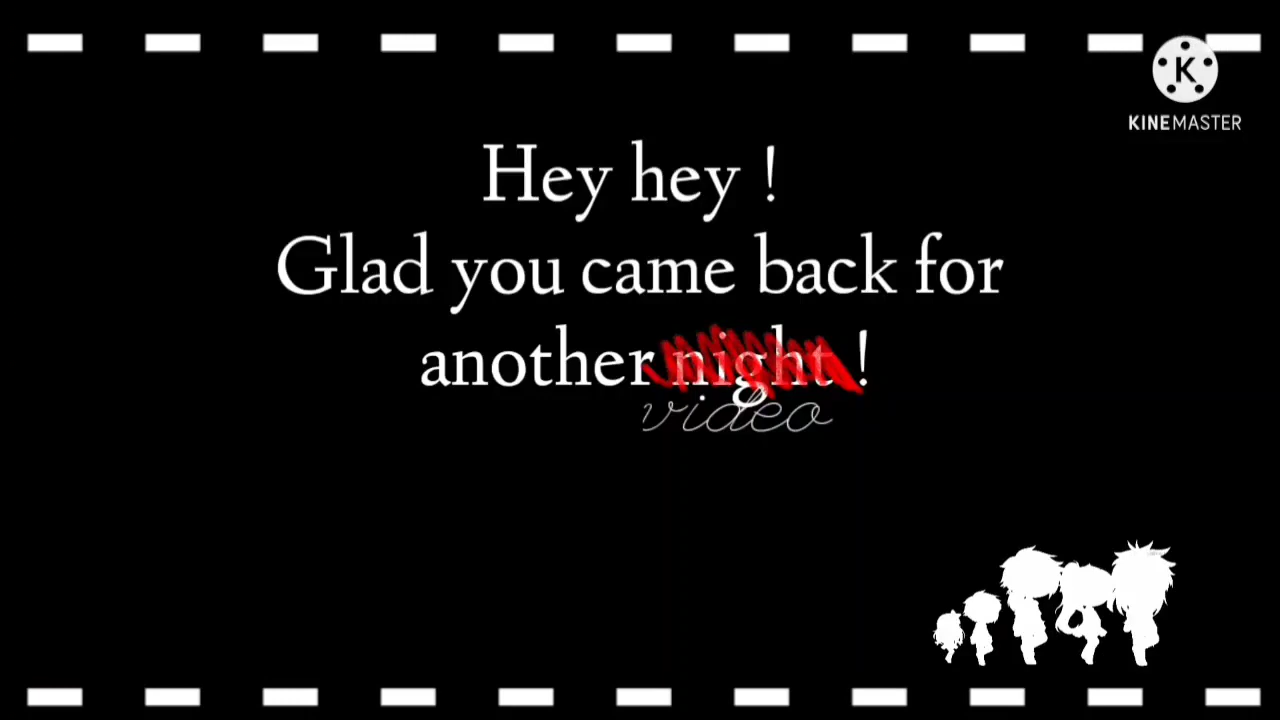 K
KINEMASTER
Hey hey !
Glad you came back for
another night !
video